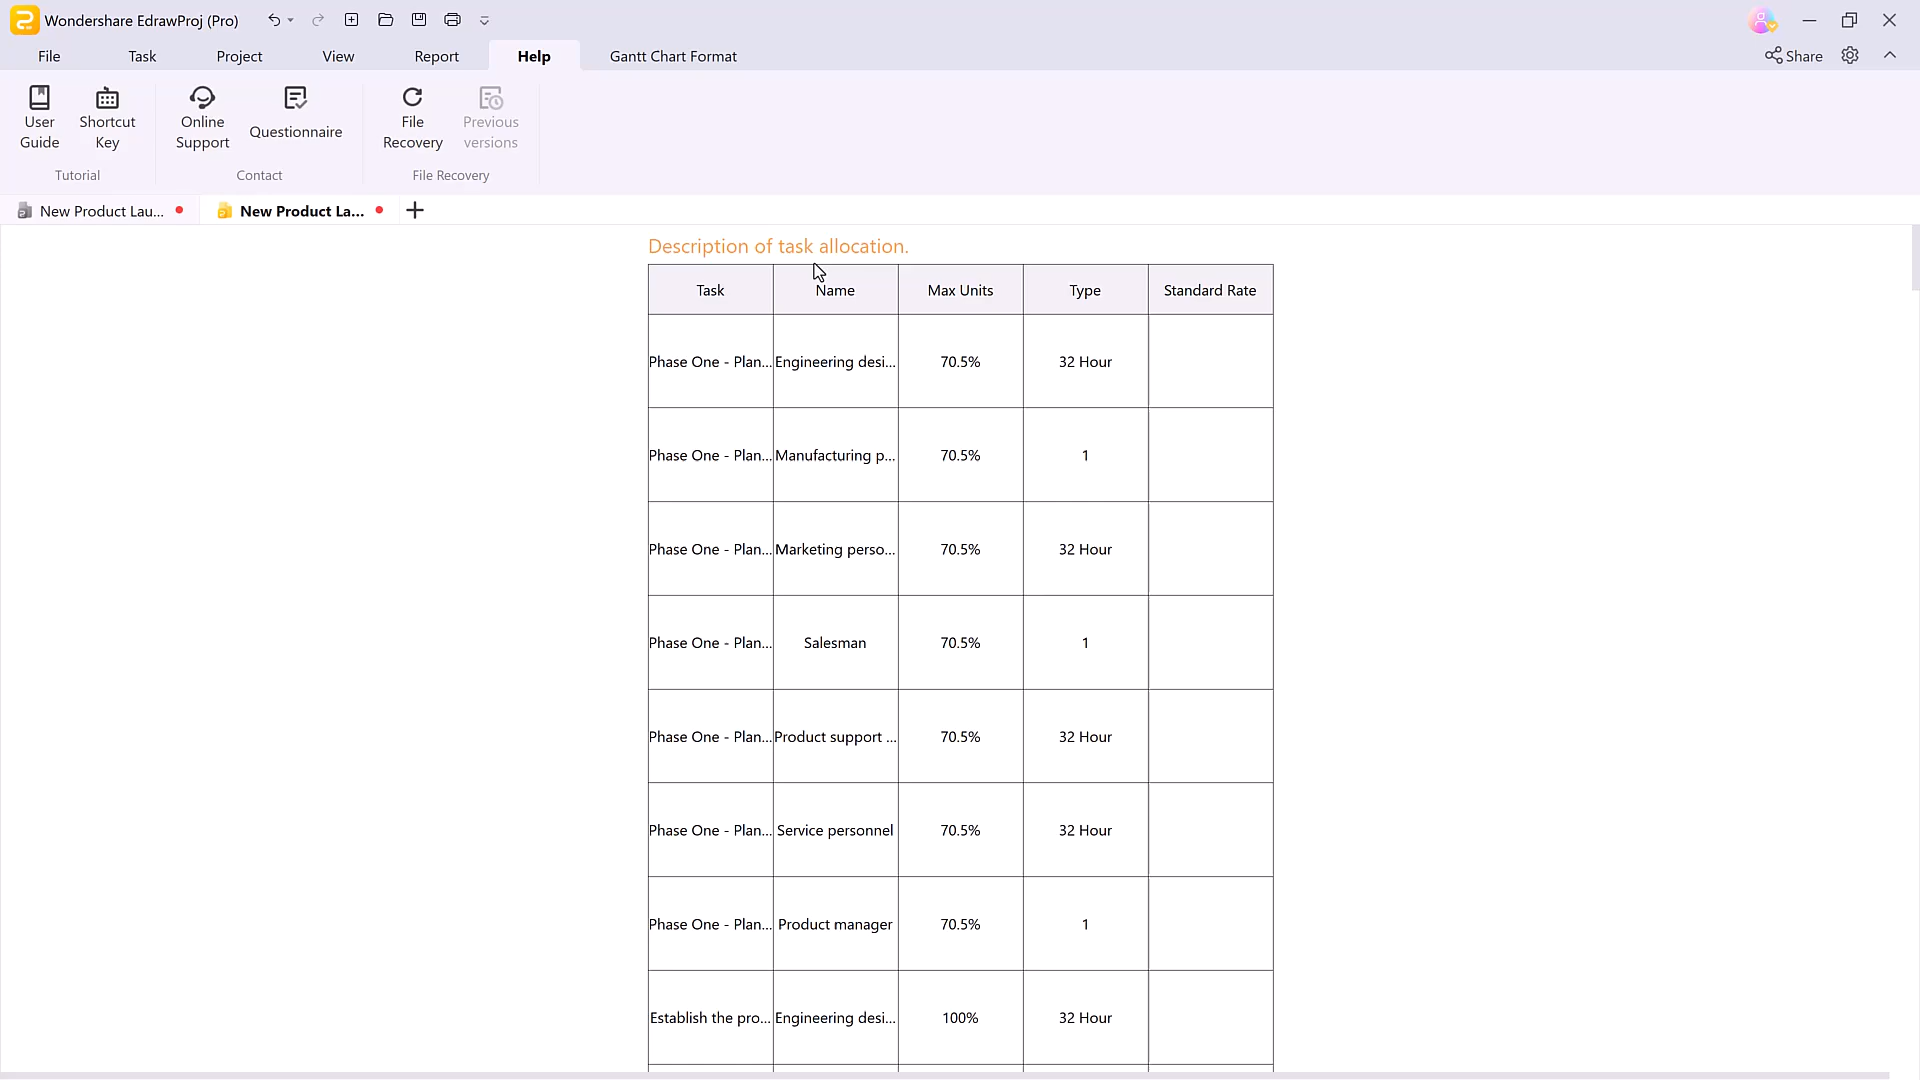 Wondershare EdrawProj (Pro)
File Task Project View Report Help Gantt Chart Format Share
User Guide
Shortcut Key
Tutorial
Online Support
Questionnaire
Contact
File Recovery
Previous versions
File Recovery
New Product Lau... New Product La...
Description of task allocation.
Task Name Max Units Type Standard Rate
Phase One - Plan... Engineering desi... 70.5% 32 Hour
Phase One - Plan... Manufacturing p... 70.5% 1
Phase One - Plan... Marketing perso... 70.5% 32 Hour
Phase One - Plan... Salesman 70.5% 1
Phase One - Plan... Product support ... 70.5% 32 Hour
Phase One - Plan... Service personnel 70.5% 32 Hour
Phase One - Plan... Product manager 70.5% 1
Establish the pro... Engineering desi... 100% 32 Hour